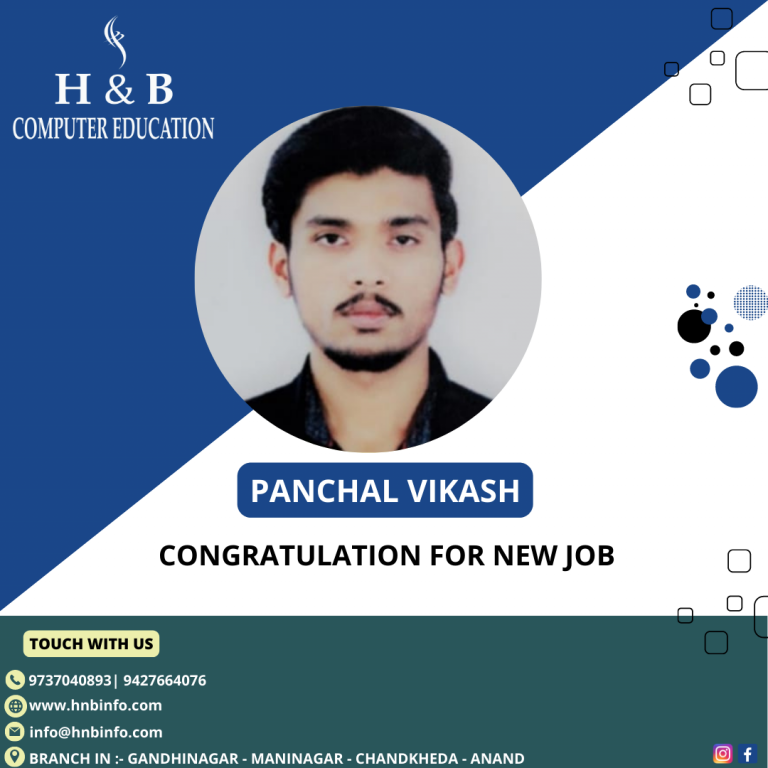 H & B
COMPUTER EDUCATION
PANCHAL VIKASH
CONGRATULATION FOR NEW JOB
TOUCH WITH US
9737040893| 9427664076
www.hnbinfo.com
info@hnbinfo.com
BRANCH IN :- GANDHINAGAR - MANINAGAR - CHANDKHEDA - ANAND